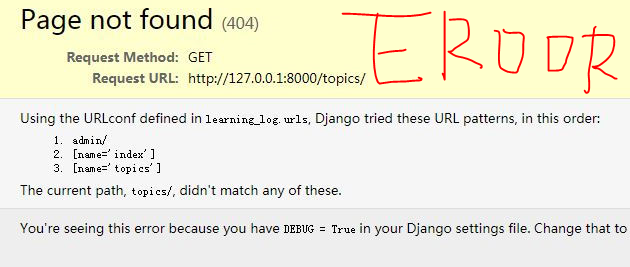 Page not found (404)
EROOR
Request Method: GET
Request URL: http://127.0.0.1:8000/topics/
Using the URLconf defined in learning_log.urls, Django tried these URL patterns, in this order:
1. admin/
2. [name='index']
3. [name='topics']
The current path, topics/, didn't match any of these.
You're seeing this error because you have DEBUG = True in your Django settings file. Change that to